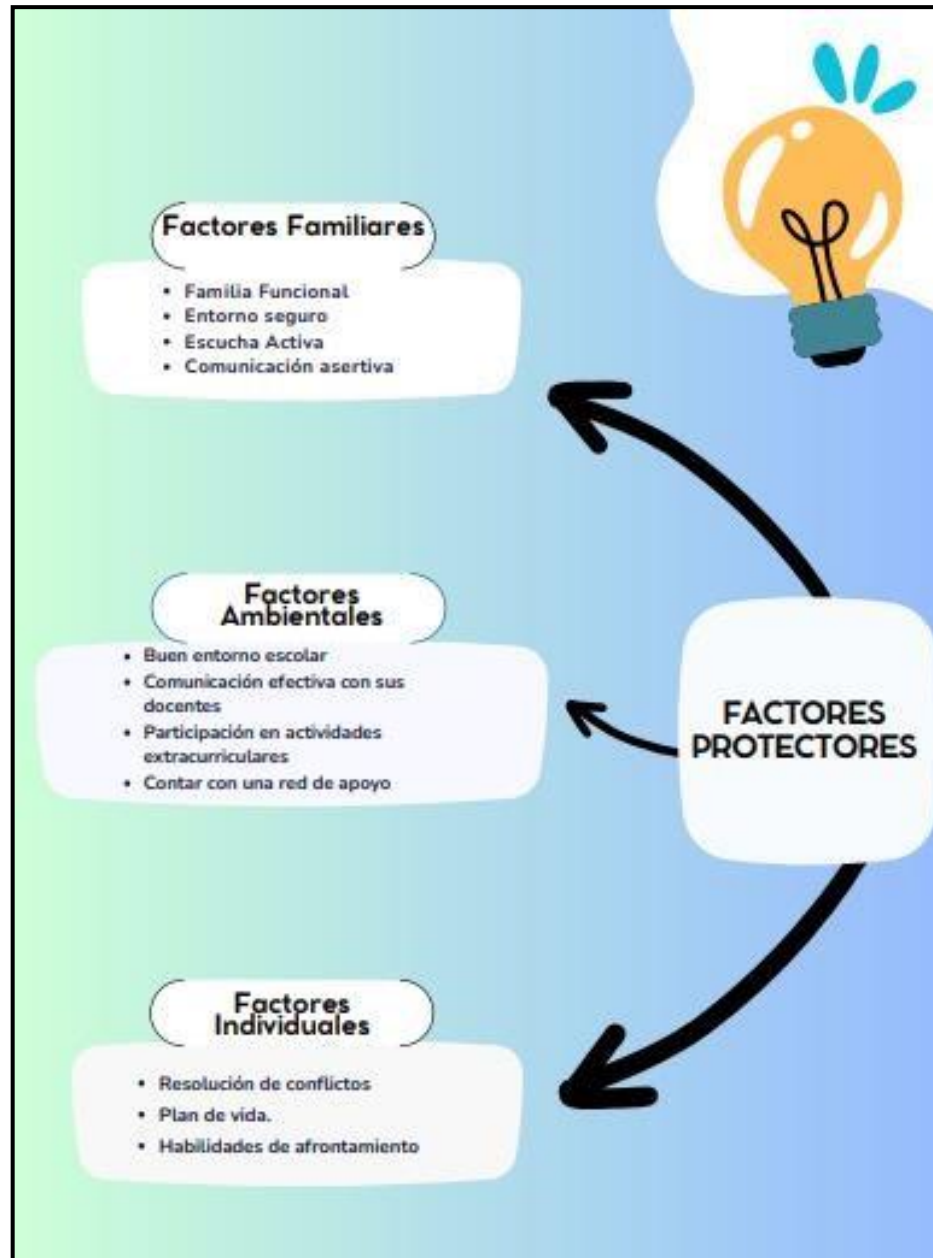 Factores Familiares
• Familia Funcional
• Entorno seguro
• Escucha Activa
• Comunicación asertiva
Factores
Ambientales
• Buen entorno escolar
• Comunicación efectiva con sus
docentes
• Participación en actividades
extracurriculares
• Contar con una red de apoyo
FACTORES
PROTECTORES
Factores
Individuales
• Resolución de conflictos
• Plan de vida.
• Habilidades de afrontamiento